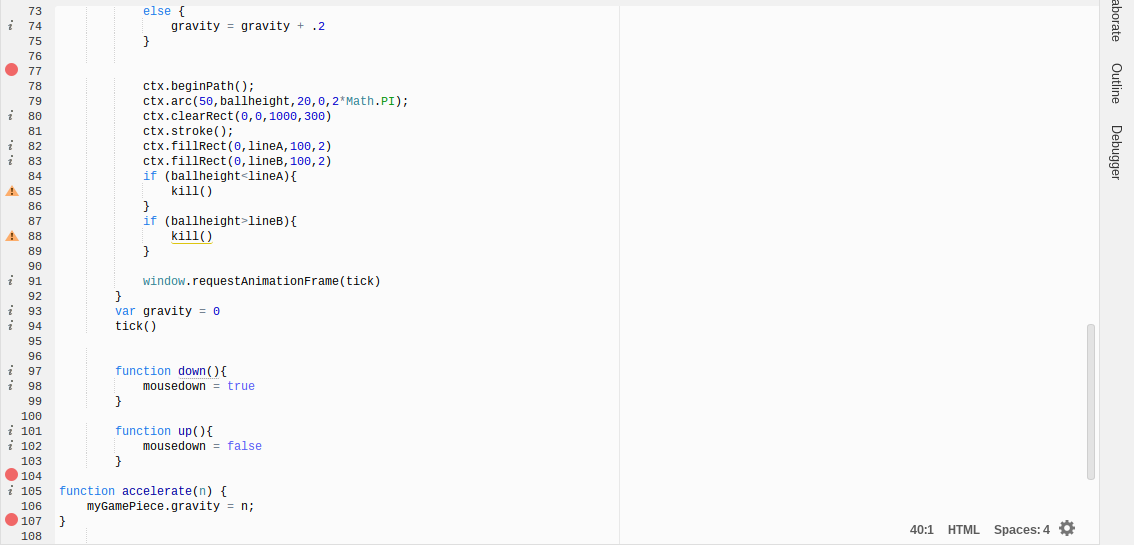 73 else {
74 gravity = gravity + .2
75 }
76
77
78 ctx.beginPath();
79 ctx.arc(50,ballheight,20,0,2*Math.PI);
80 ctx.clearRect(0,0,1000,300)
81 ctx.stroke();
82 ctx.fillRect(0,lineA,100,2)
83 ctx.fillRect(0,lineB,100,2)
84 if (ballheight<lineA){
85 kill()
86 }
87 if (ballheight>lineB){
88 kill()
89 }
90
91 window.requestAnimationFrame(tick)
92 }
93 var gravity = 0
94 tick()
95
96
97 function down(){
98 mousedown = true
99 }
100
101 function up(){
102 mousedown = false
103 }
104
105 function accelerate(n) {
106 myGamePiece.gravity = n;
107 }
108
40:1 HTML Spaces: 4
aborate
Outline
Debugger